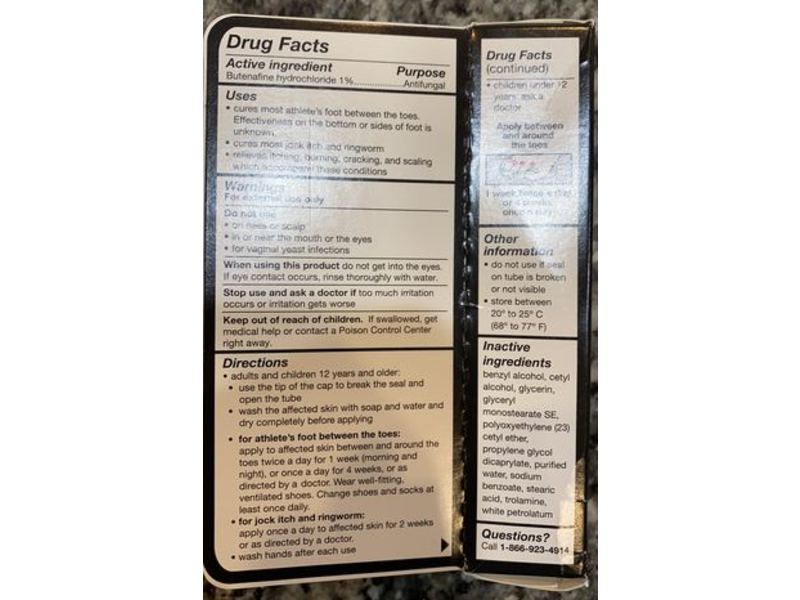 Drug Facts
Active ingredient Purpose
Butenafine hydrochloride 1%..................Antifungal
Uses
• cures most athlete's foot between the toes.
Effectiveness on the bottom or sides of foot is
unknown.
• cures most jock itch and ringworm
• relieves itching, burning, cracking, and scaling
which accompany these conditions
Warnings
For external use only
Do not use
• on nails or scalp
• in or near the mouth or the eyes
• for vaginal yeast infections
When using this product do not get into the eyes.
If eye contact occurs, rinse thoroughly with water.
Stop use and ask a doctor if too much irritation
occurs or irritation gets worse
Keep out of reach of children. If swallowed, get
medical help or contact a Poison Control Center
right away.
Directions
• adults and children 12 years and older:
• use the tip of the cap to break the seal and
open the tube
• wash the affected skin with soap and water and
dry completely before applying
• for athlete's foot between the toes:
apply to affected skin between and around the
toes twice a day for 1 week (morning and
night), or once a day for 4 weeks, or as
directed by a doctor. Wear well-fitting,
ventilated shoes. Change shoes and socks at
least once daily.
• for jock itch and ringworm:
apply once a day to affected skin for 2 weeks
or as directed by a doctor.
• wash hands after each use
Drug Facts
(continued)
• children under 12
years: ask a
doctor
Apply between
and around
the toes
1 week twice a day
or 4 weeks
once a day
Other
information
• do not use if seal
on tube is broken
or not visible
• store between
20° to 25° C
(68° to 77° F)
Inactive
ingredients
benzyl alcohol, cetyl
alcohol, glycerin,
glyceryl
monostearate SE,
polyoxyethylene (23)
cetyl ether,
propylene glycol
dicaprylate, purified
water, sodium
benzoate, stearic
acid, trolamine,
white petrolatum
Questions?
Call 1-866-923-4914